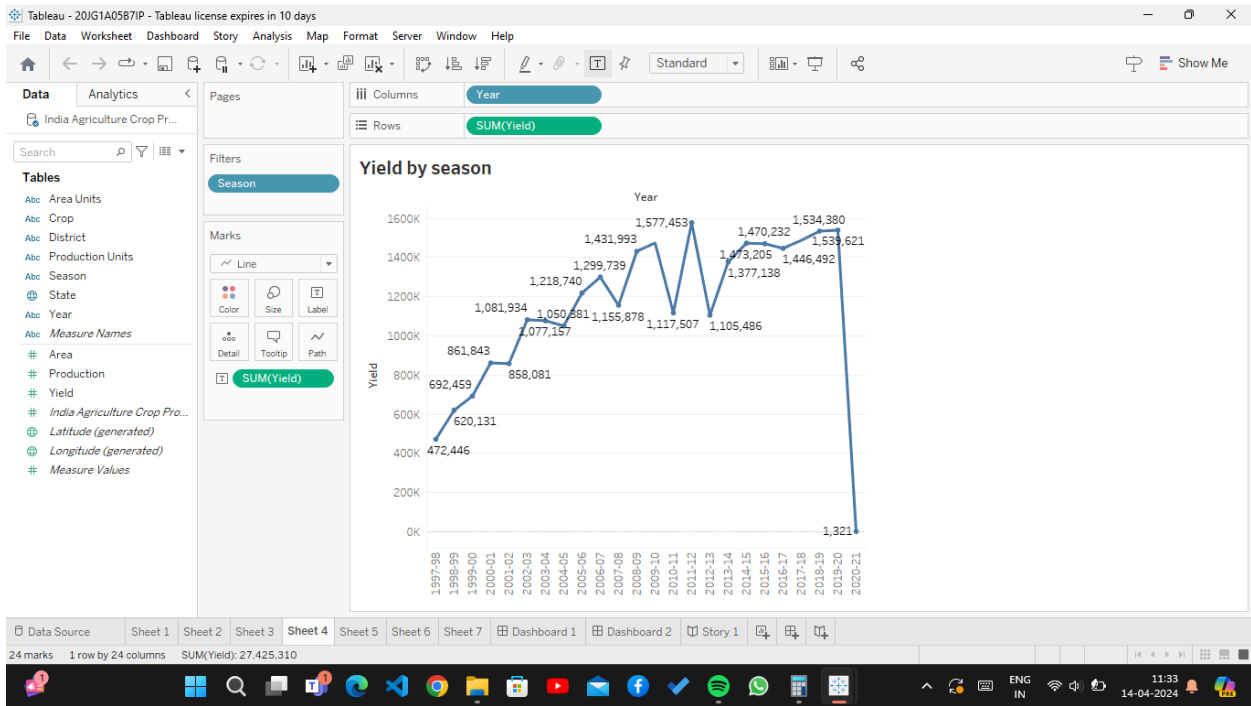 Tableau - 20JG1A05B7IP - Tableau license expires in 10 days
File Data Worksheet Dashboard Story Analysis Map Format Server Window Help
Standard
Show Me
Data Analytics
India Agriculture Crop Pr...
Search
Tables
Abc Area Units
Abc Crop
Abc District
Abc Production Units
Abc Season
State
Abc Year
Abc Measure Names
# Area
# Production
# Yield
# India Agriculture Crop Pro...
Latitude (generated)
Longitude (generated)
# Measure Values
Pages
Filters
Season
Marks
Line
Color Size Label
Detail Tooltip Path
SUM(Yield)
Columns Year
Rows SUM(Yield)
Yield by season
Year
Yield
1600K
1400K
1200K
1000K
800K
600K
400K
200K
0K
472,446
620,131
692,459
861,843
858,081
1,081,934
1,077,157
1,050,381
1,218,740
1,299,739
1,155,878
1,431,993
1,117,507
1,577,453
1,105,486
1,377,138
1,473,205
1,470,232
1,446,492
1,534,380
1,539,621
1,321
1997-98
1998-99
1999-00
2000-01
2001-02
2002-03
2003-04
2004-05
2005-06
2006-07
2007-08
2008-09
2009-10
2010-11
2011-12
2012-13
2013-14
2014-15
2015-16
2016-17
2017-18
2018-19
2019-20
2020-21
Data Source Sheet 1 Sheet 2 Sheet 3 Sheet 4 Sheet 5 Sheet 6 Sheet 7 Dashboard 1 Dashboard 2 Story 1
24 marks 1 row by 24 columns SUM(Yield): 27,425,310
1
1
ENG
IN
11:33
14-04-2024
PRE